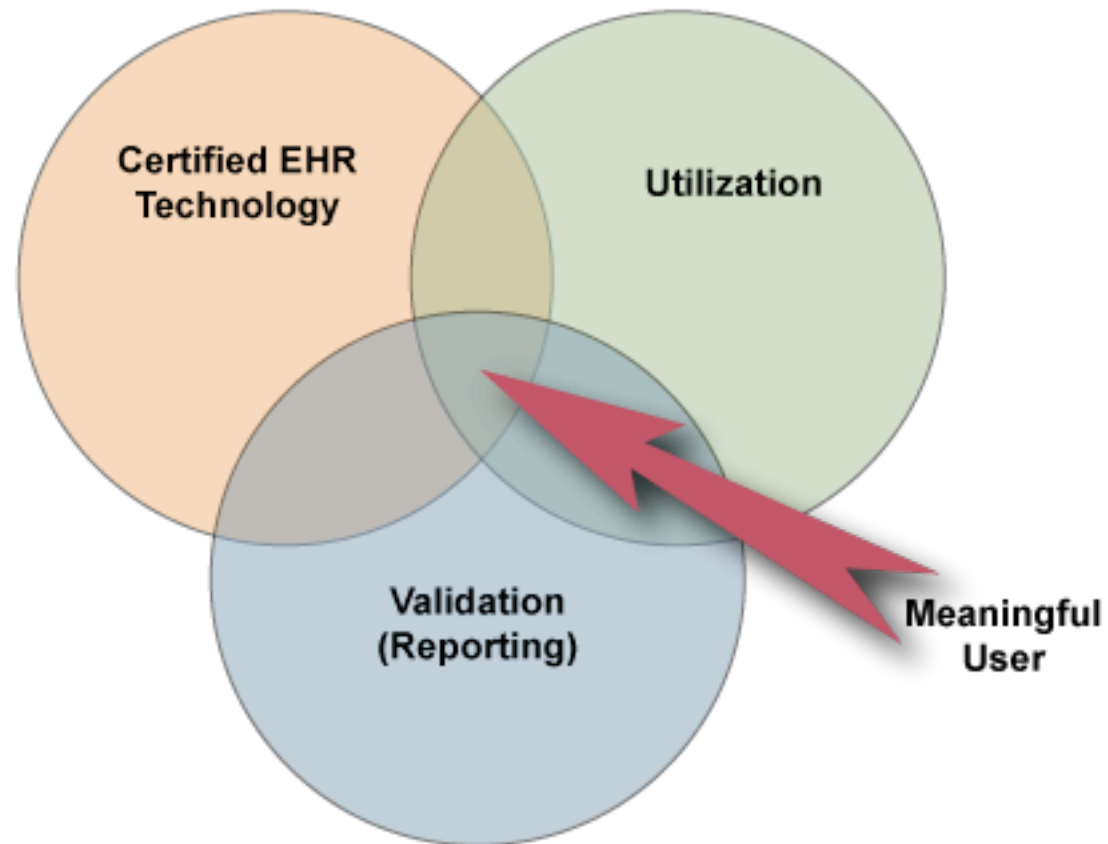 Certified EHR
Technology
Utilization
Validation
(Reporting)
Meaningful
User